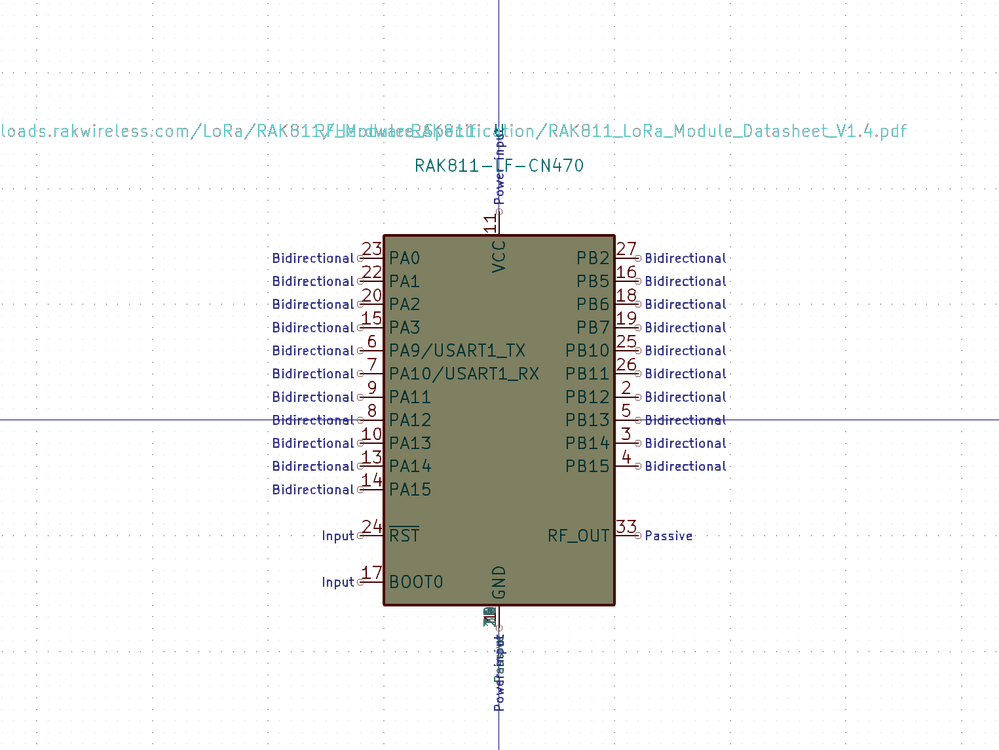 loads.rakwireless.com/LoRa/RAK811/Hardware_Specification/RAK811_LoRa_Module_Datasheet_V1.4.pdf
RAK811-LF-CN470
Power input
11
VCC
Bidirectional 23 PA0 PB2 27 Bidirectional
Bidirectional 22 PA1 PB5 16 Bidirectional
Bidirectional 20 PA2 PB6 18 Bidirectional
Bidirectional 15 PA3 PB7 19 Bidirectional
Bidirectional 6 PA9/USART1_TX PB10 25 Bidirectional
Bidirectional 7 PA10/USART1_RX PB11 26 Bidirectional
Bidirectional 9 PA11 PB12 2 Bidirectional
Bidirectional 8 PA12 PB13 5 Bidirectional
Bidirectional 10 PA13 PB14 3 Bidirectional
Bidirectional 13 PA14 PB15 4 Bidirectional
Bidirectional 14 PA15
Input 24 RST RF_OUT 33 Passive
Input 17 BOOT0
GND
Power input